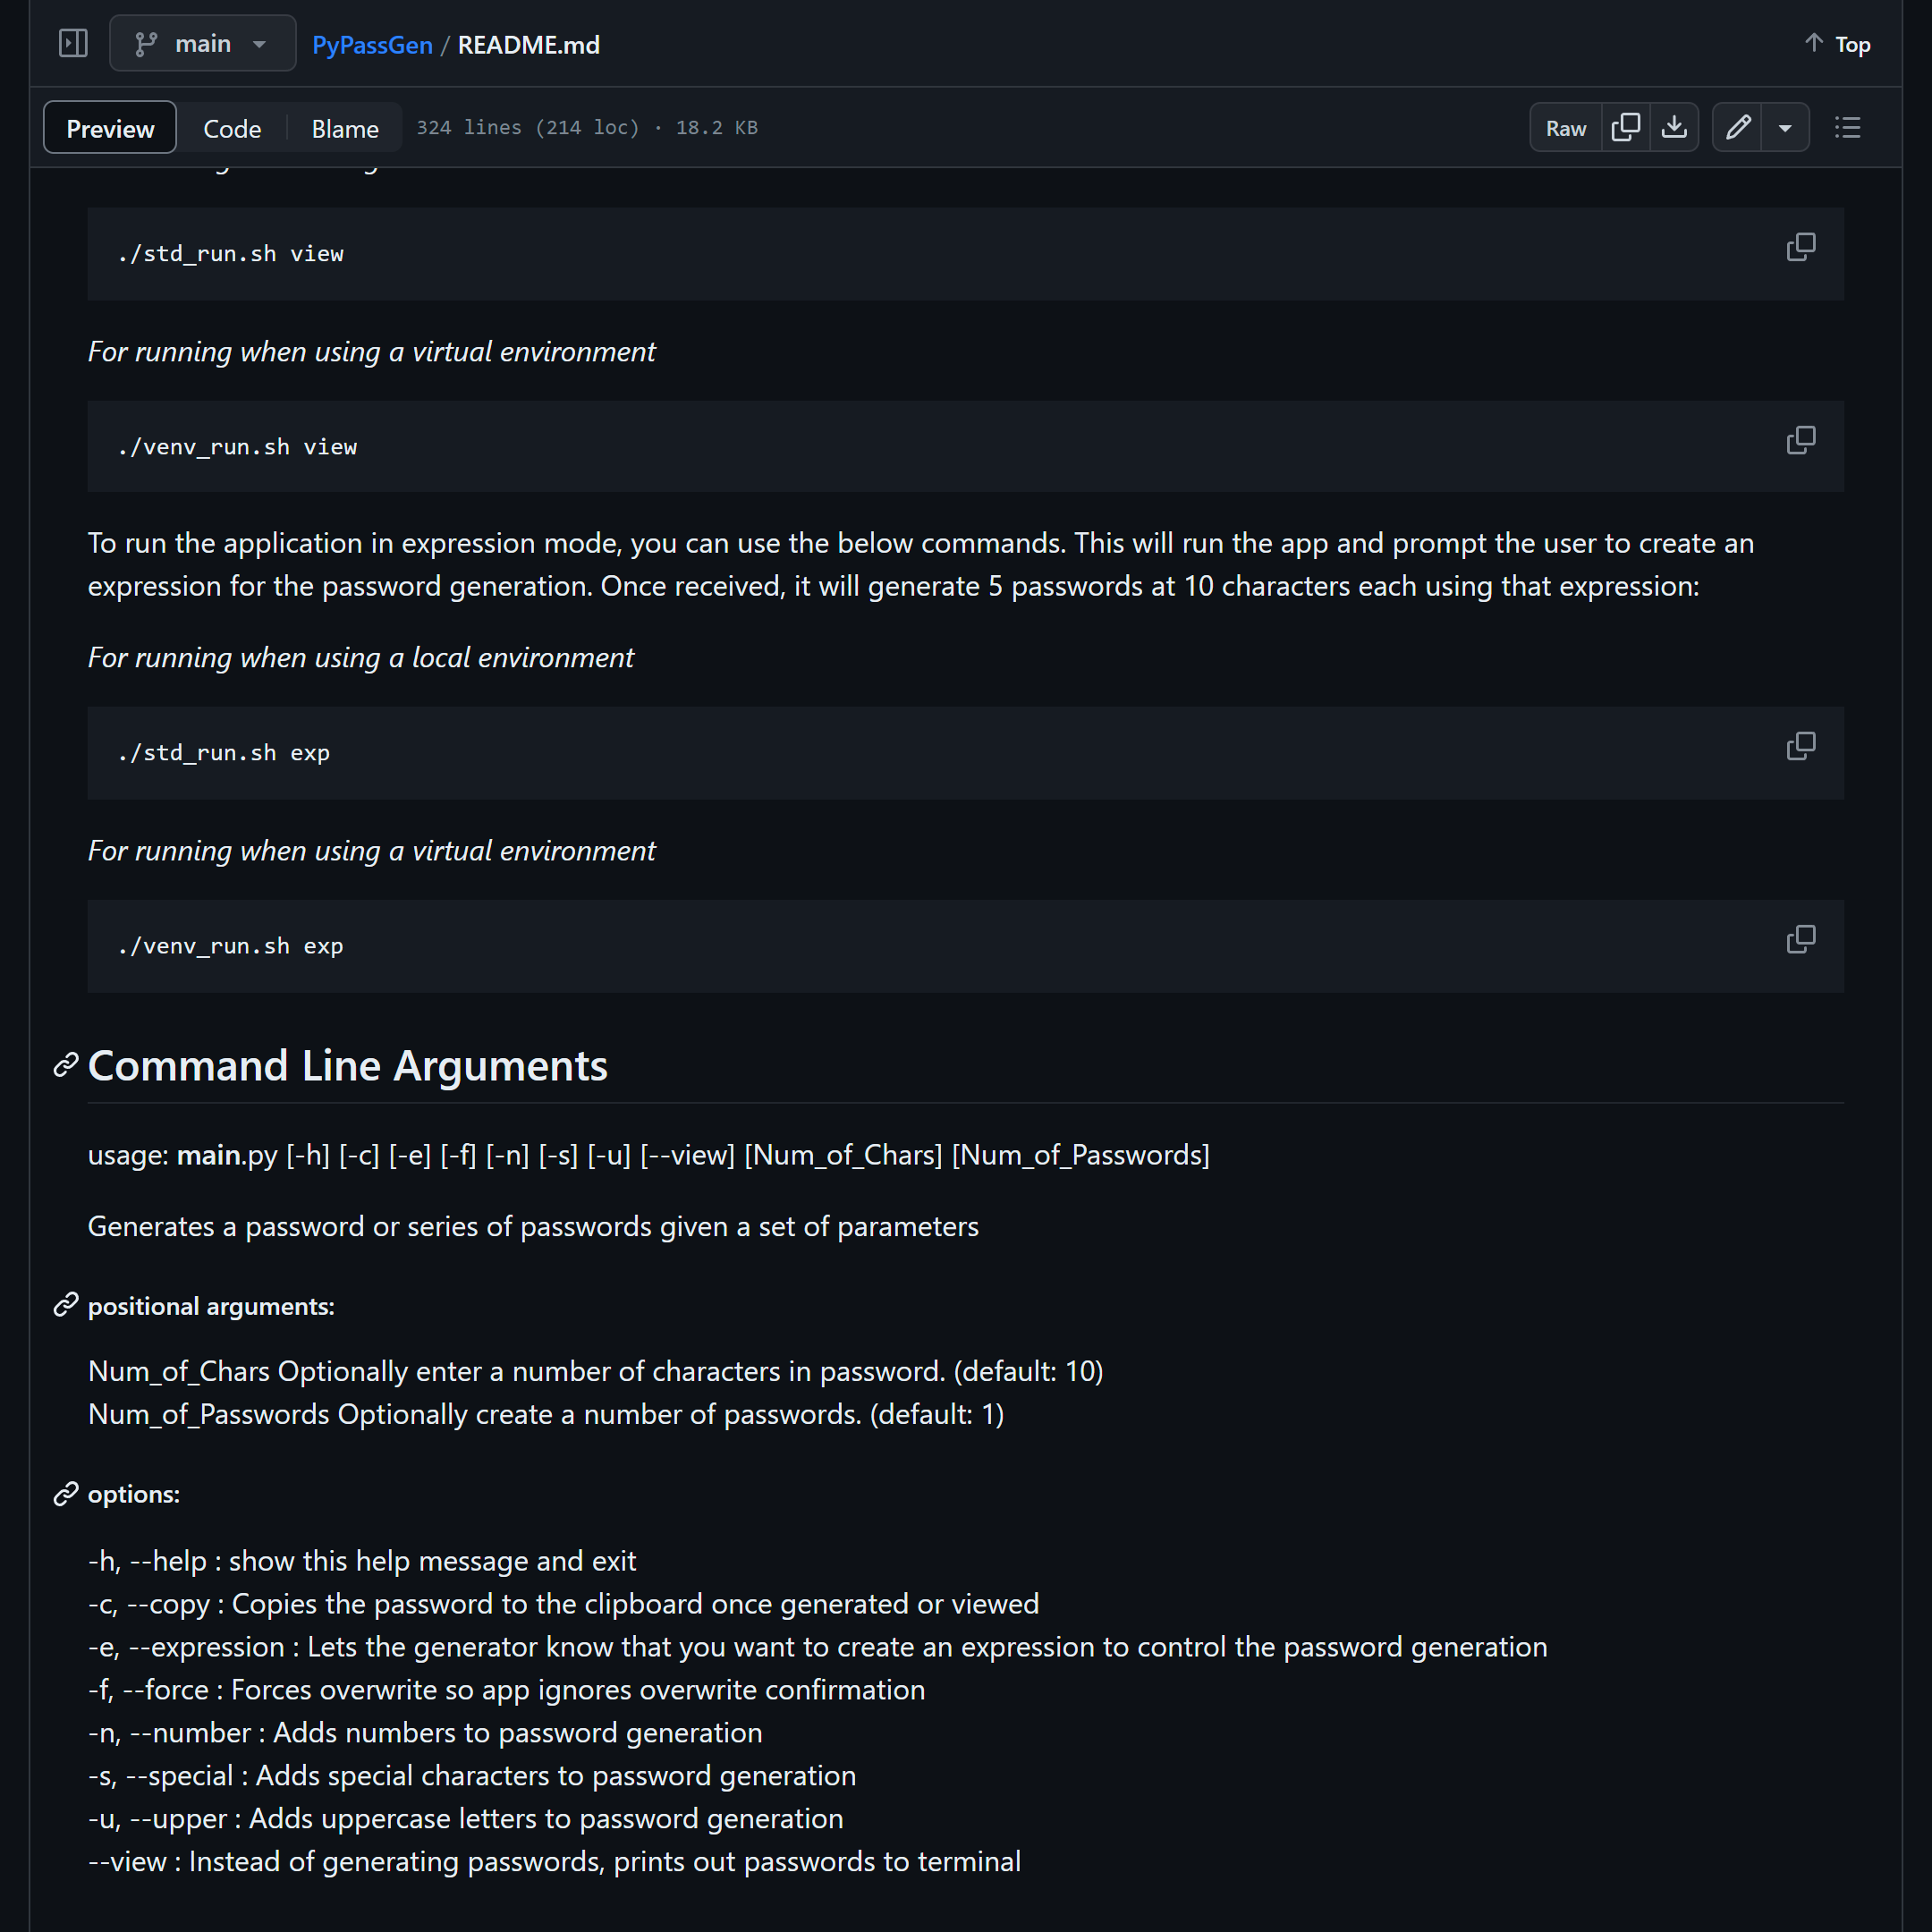 main
PyPassGen / README.md
Top
Preview
Code
Blame
324 lines (214 loc) · 18.2 KB
Raw
./std_run.sh view
For running when using a virtual environment
./venv_run.sh view
To run the application in expression mode, you can use the below commands. This will run the app and prompt the user to create an
expression for the password generation. Once received, it will generate 5 passwords at 10 characters each using that expression:
For running when using a local environment
./std_run.sh exp
For running when using a virtual environment
./venv_run.sh exp
Command Line Arguments
usage: main.py [-h] [-c] [-e] [-f] [-n] [-s] [-u] [--view] [Num_of_Chars] [Num_of_Passwords]
Generates a password or series of passwords given a set of parameters
positional arguments:
Num_of_Chars Optionally enter a number of characters in password. (default: 10)
Num_of_Passwords Optionally create a number of passwords. (default: 1)
options:
-h, --help : show this help message and exit
-c, --copy : Copies the password to the clipboard once generated or viewed
-e, --expression : Lets the generator know that you want to create an expression to control the password generation
-f, --force : Forces overwrite so app ignores overwrite confirmation
-n, --number : Adds numbers to password generation
-s, --special : Adds special characters to password generation
-u, --upper : Adds uppercase letters to password generation
--view : Instead of generating passwords, prints out passwords to terminal